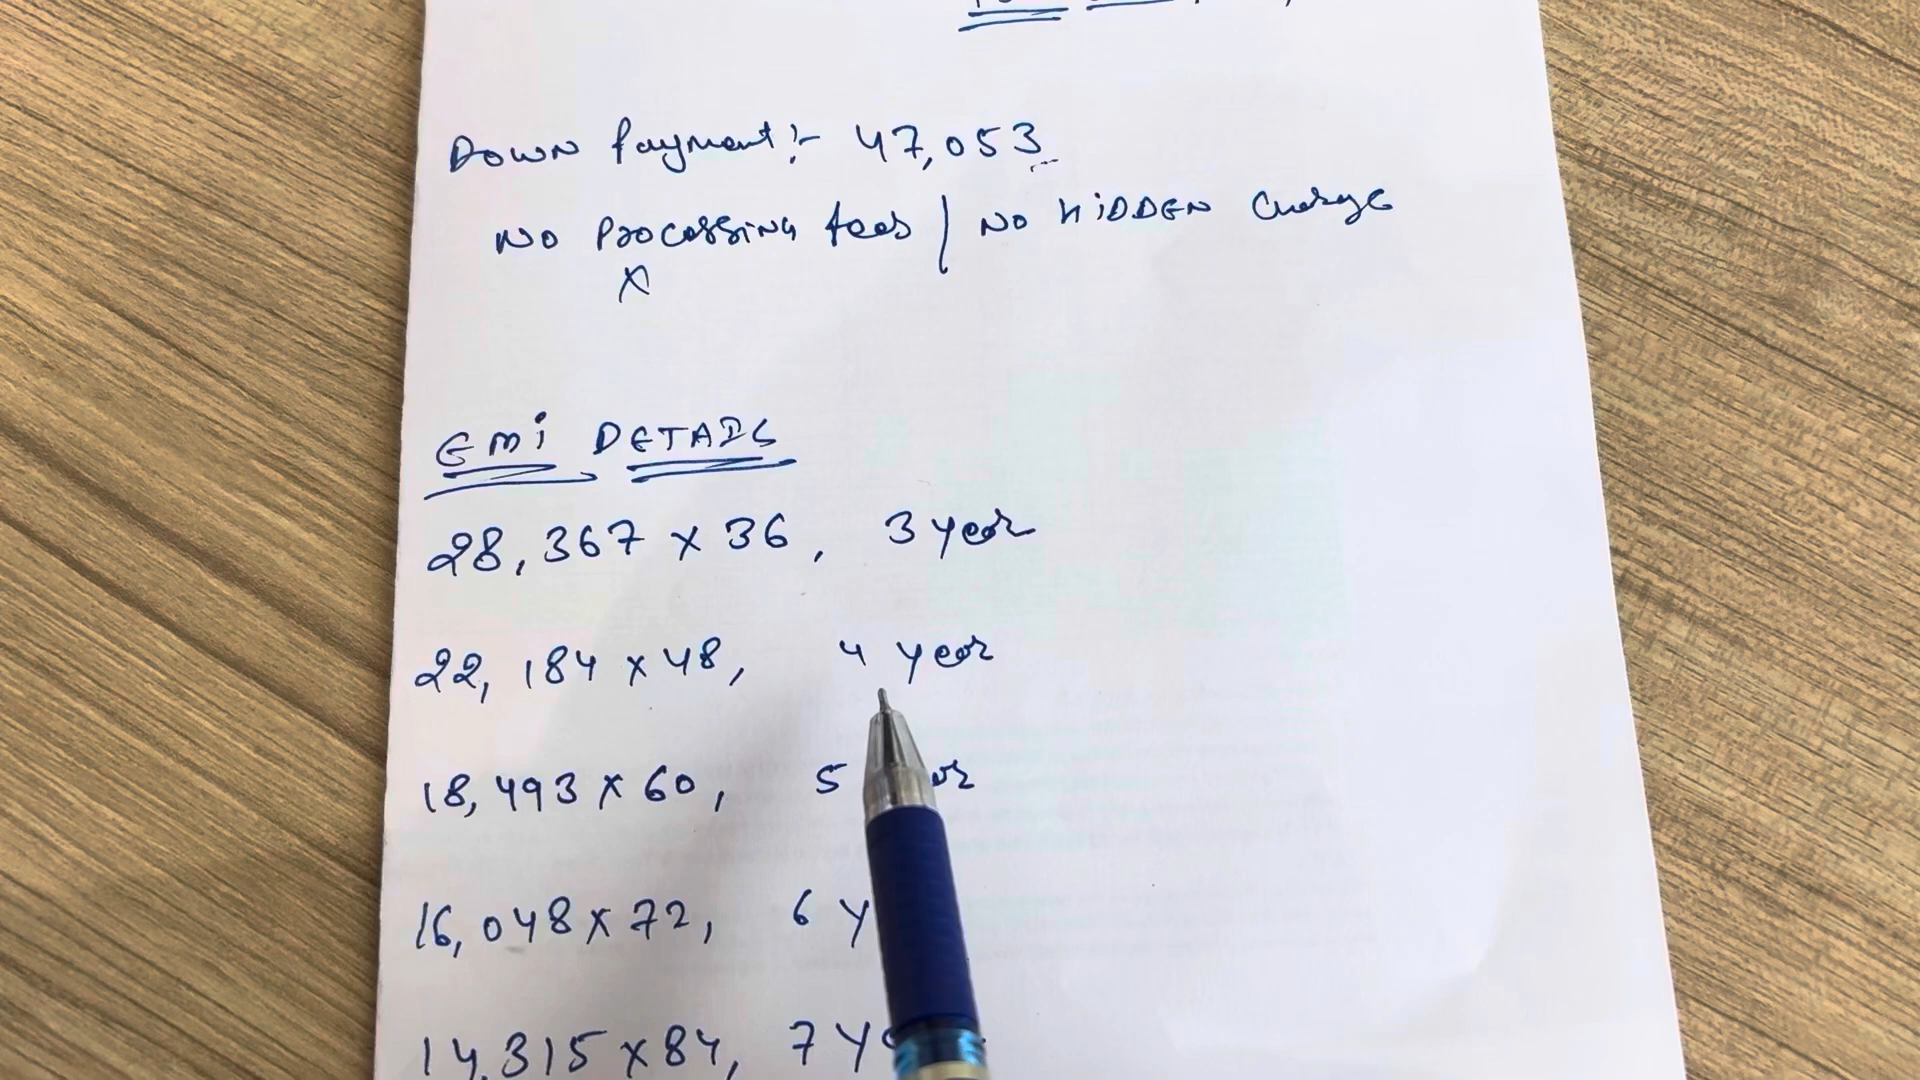 Down Payment :- 47,053
NO Processing fees | NO HIDDEN Charge
X
EMI DETAILS
28,367 x 36, 3 year
22,184 x 48, 4 year
18,493 x 60, 5
16,048 x 72, 6 y
14,315 x 84, 7 Ye